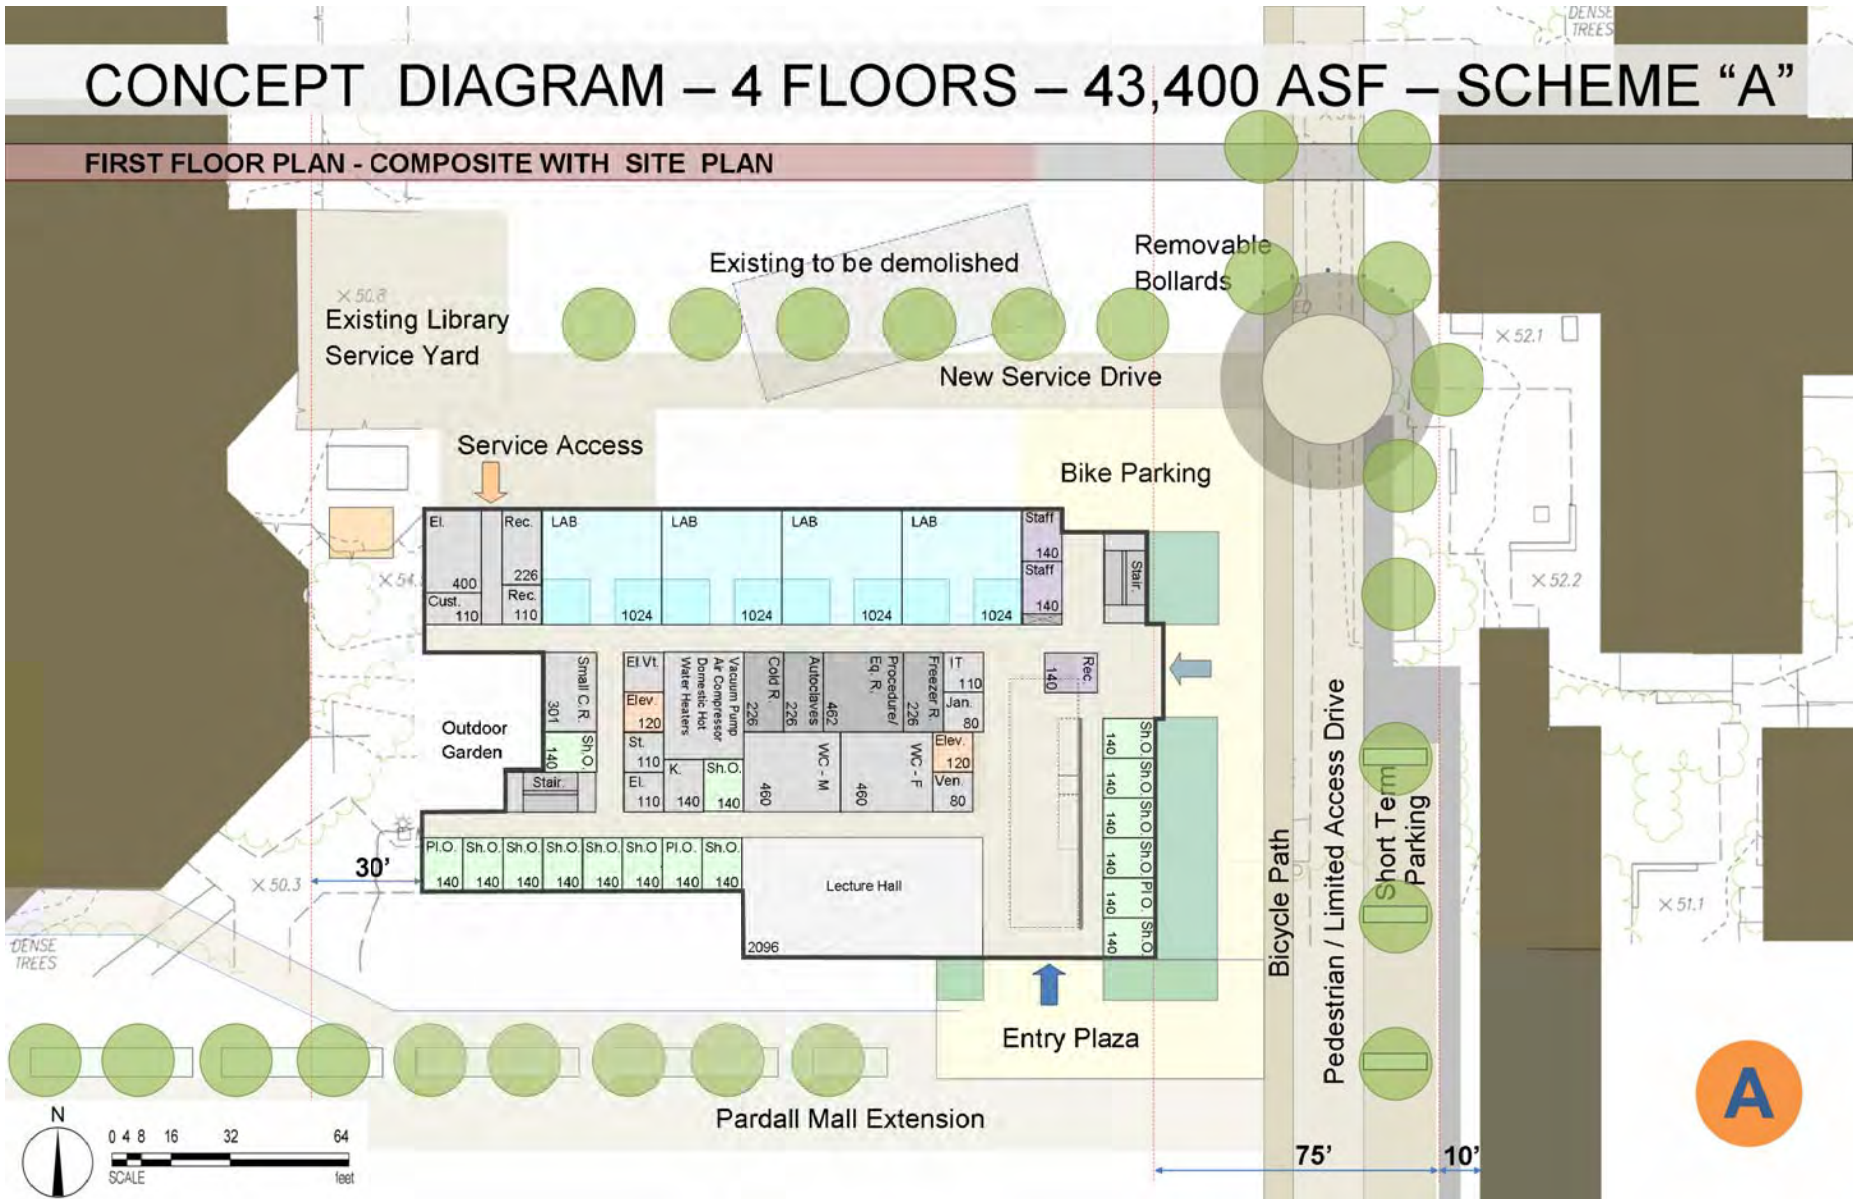 DENSE
TREES
CONCEPT DIAGRAM – 4 FLOORS – 43,400 ASF – SCHEME “A”
FIRST FLOOR PLAN - COMPOSITE WITH SITE PLAN
Removable
Bollards
Existing to be demolished
× 50.8
Existing Library
Service Yard
× 52.1
New Service Drive
Service Access
Bike Parking
El.
400
Cust.
110
Rec.
226
Rec.
110
LAB
1024
LAB
1024
LAB
1024
LAB
1024
Staff
140
Staff
140
Stair.
× 52.2
Small C.R.
301
Sh.O.
140
Stair.
El.Vt.
Elev.
120
St.
110
El.
110
Vacuum Pump
Air Compressor
Domestic Hot
Water Heaters
K.
140
Sh.O.
140
Cold R.
226
Autoclaves
226
Procedure/
Eq. R.
462
Freezer R.
226
IT
110
Jan.
80
WC - M
460
WC - F
460
Elev.
120
Ven.
80
Rec.
140
Outdoor
Garden
Sh.O.
140
Sh.O.
140
Sh.O.
140
Sh.O.
140
Pl O.
140
Sh.O.
140
Pl.O.
140
Sh.O.
140
Sh.O.
140
Sh.O.
140
Sh.O.
140
Sh.O
140
Pl.O.
140
Sh.O.
140
Lecture Hall
2096
30’
× 50.3
× 51.1
Bicycle Path
Pedestrian / Limited Access Drive
Short Term
Parking
DENSE
TREES
Entry Plaza
Pardall Mall Extension
A
N
0 4 8 16 32 64
SCALE feet
75’
10’